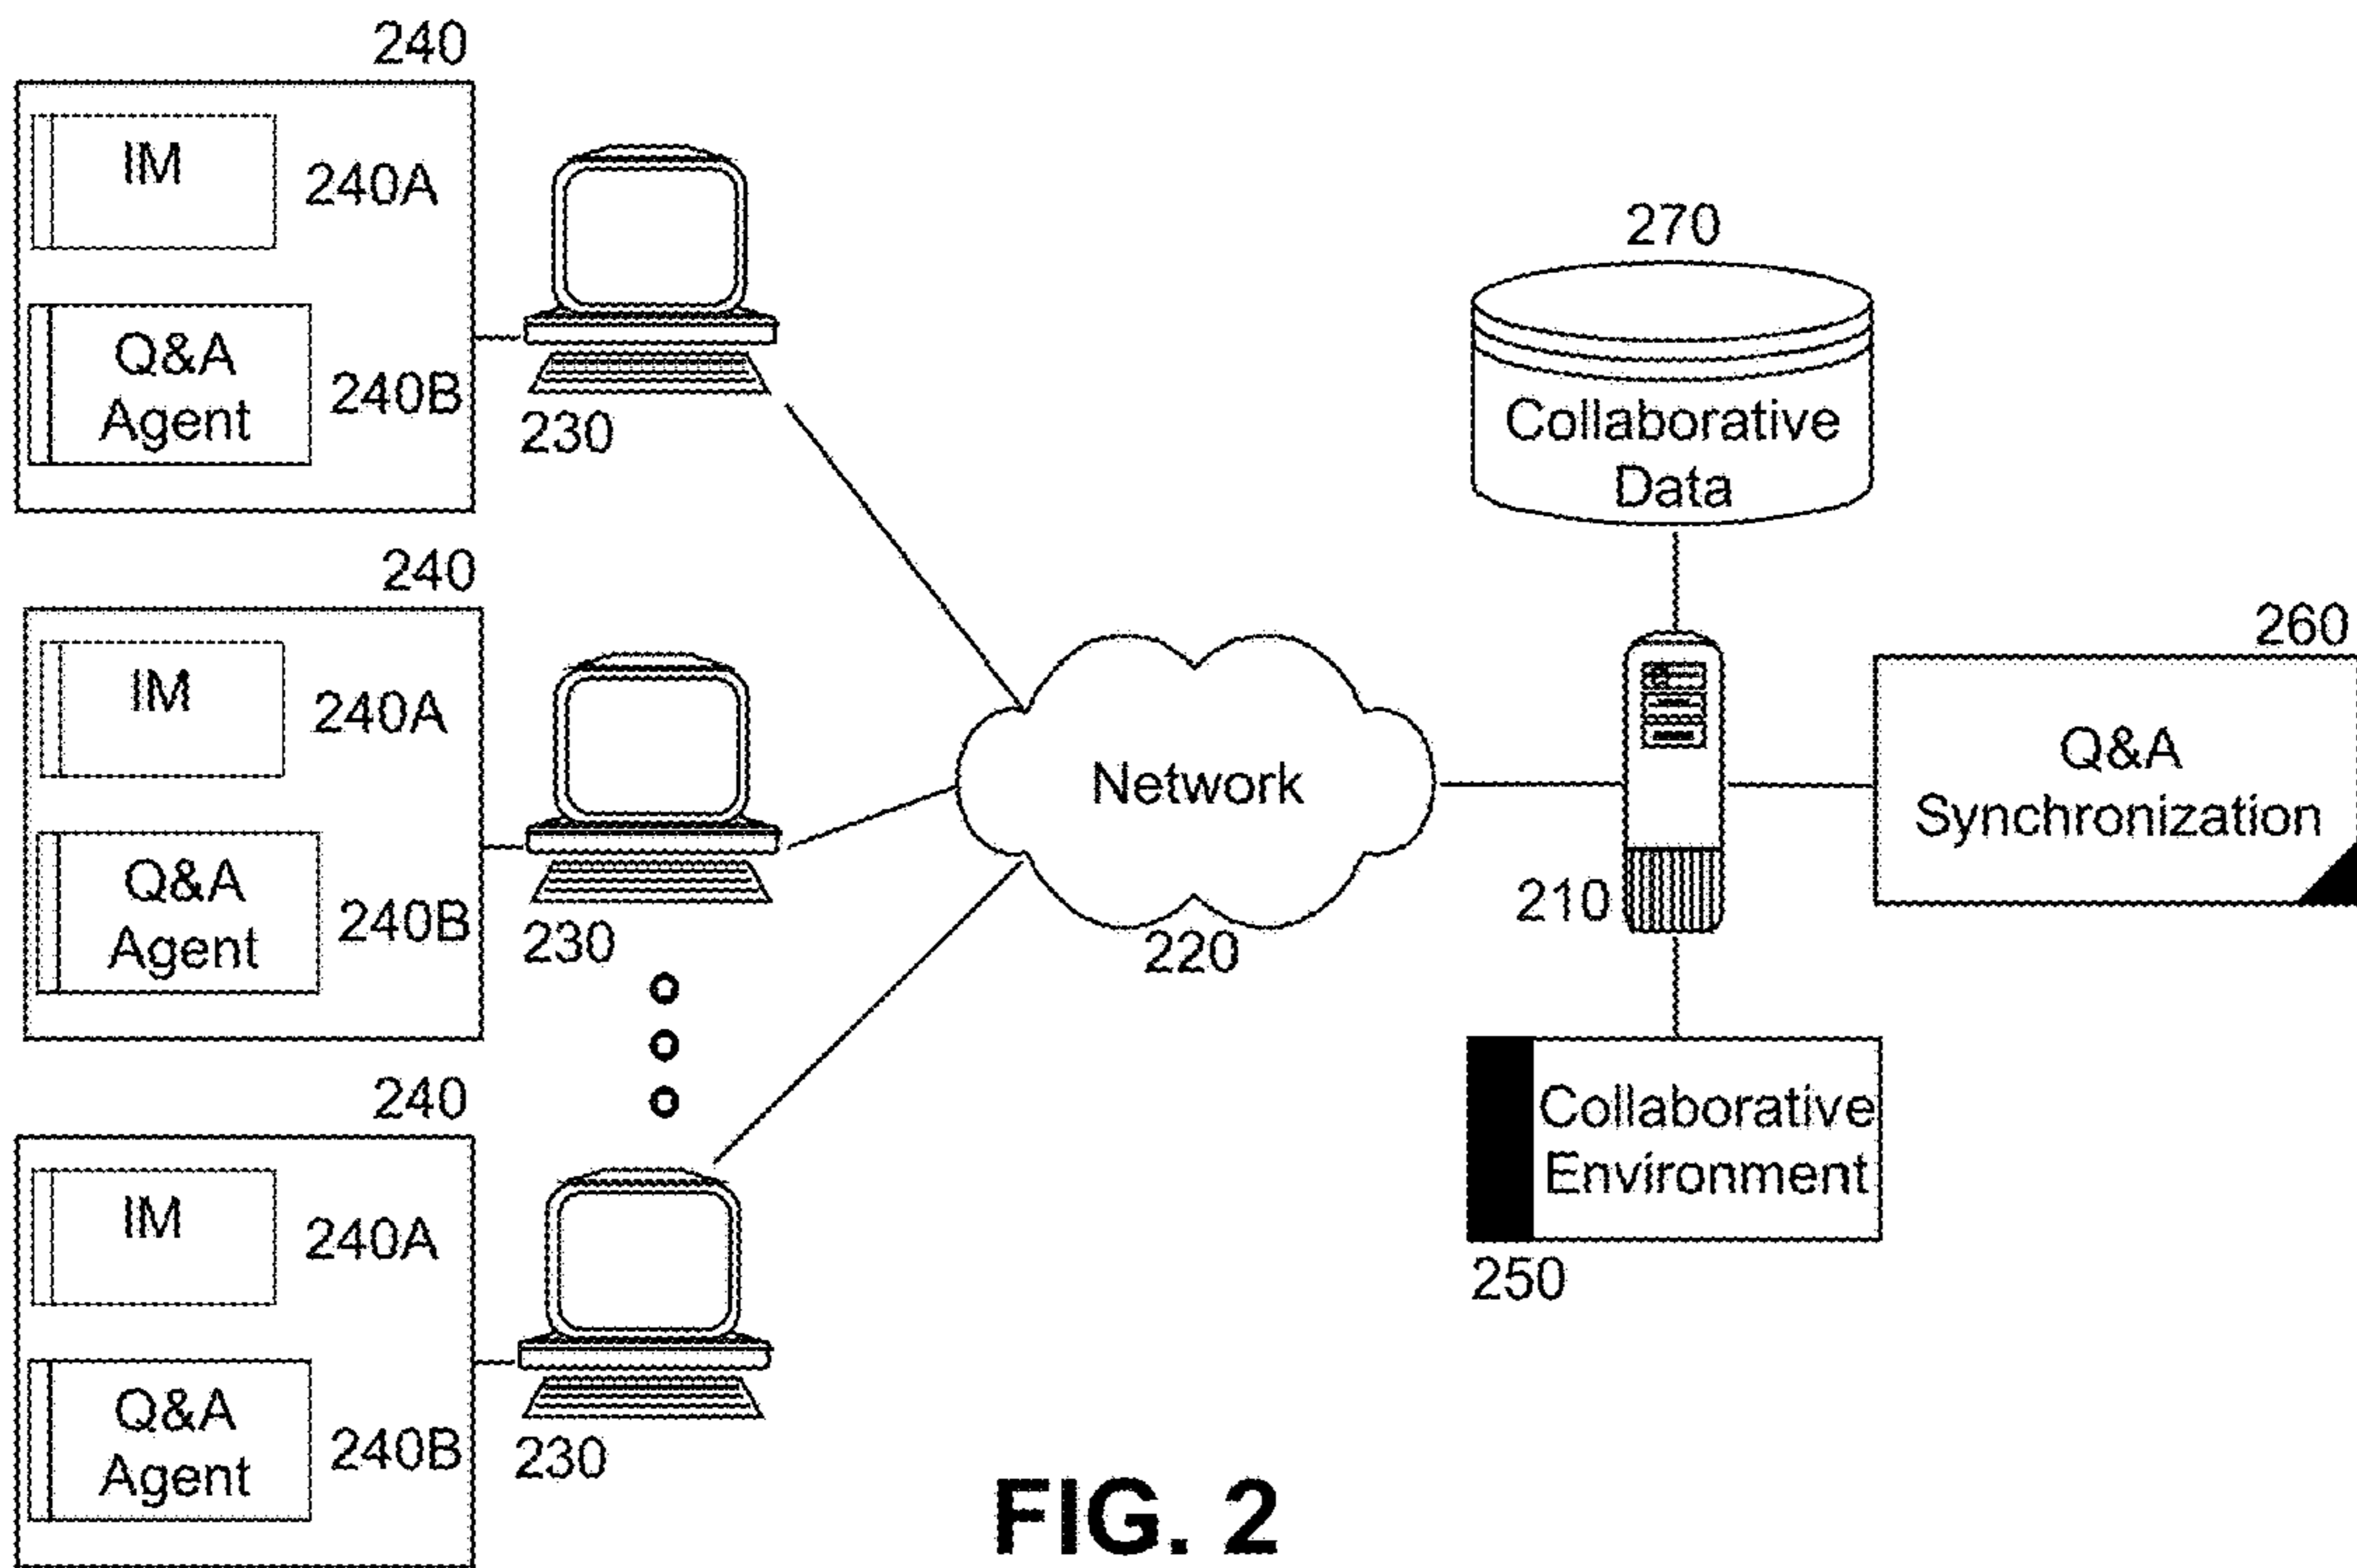 240
IM
240A
Q&A
Agent
240B
230
240
IM
240A
Q&A
Agent
240B
230
240
IM
240A
Q&A
Agent
240B
230
Network
220
270
Collaborative
Data
210
260
Q&A
Synchronization
Collaborative
Environment
250
FIG. 2